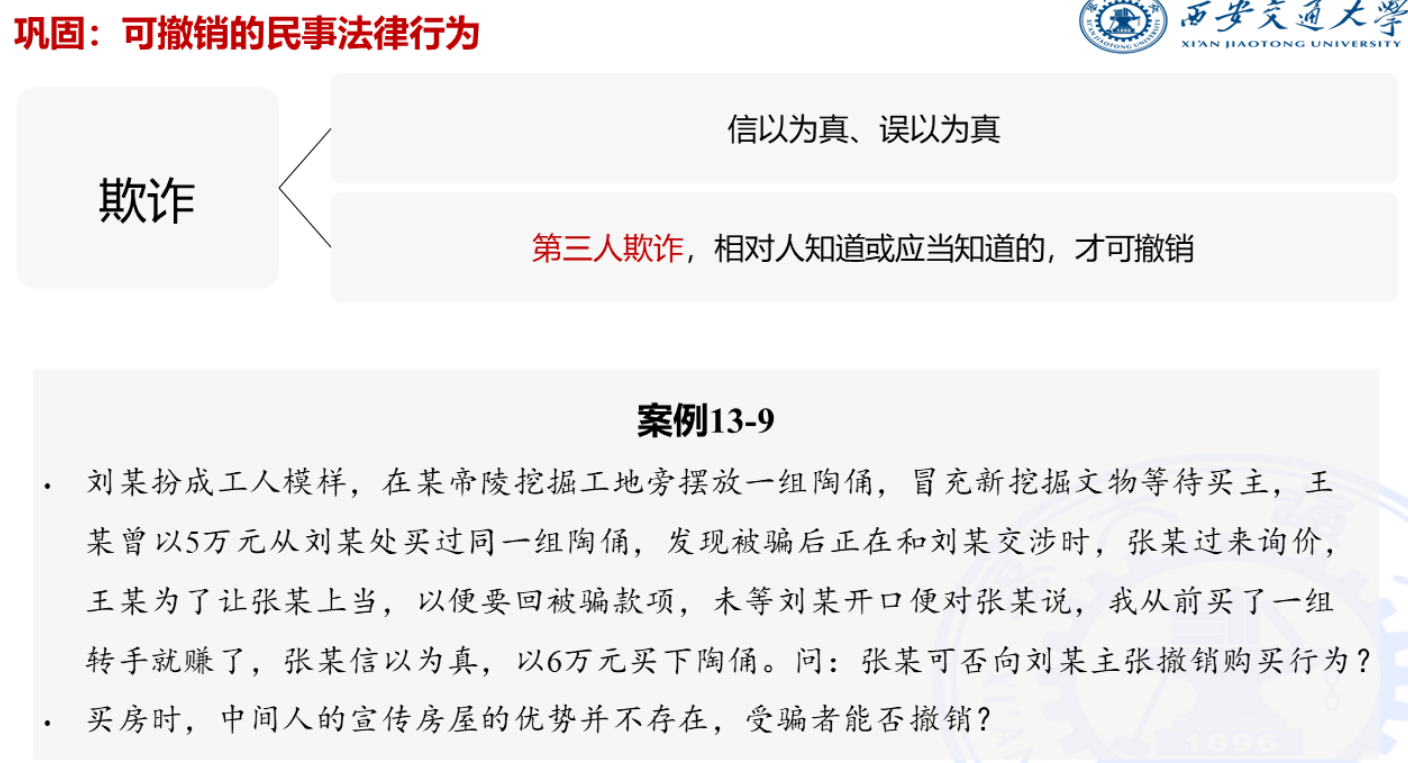 巩固：可撤销的民事法律行为
西安交通大學
XI'AN JIAOTONG UNIVERSITY
欺诈
信以为真、误以为真
第三人欺诈，相对人知道或应当知道的，才可撤销
案例13-9
· 刘某扮成工人模样，在某帝陵挖掘工地旁摆放一组陶俑，冒充新挖掘文物等待买主，王
某曾以5万元从刘某处买过同一组陶俑，发现被骗后正在和刘某交涉时，张某过来询价，
王某为了让张某上当，以便要回被骗款项，未等刘某开口便对张某说，我从前买了一组
转手就赚了，张某信以为真，以6万元买下陶俑。问：张某可否向刘某主张撤销购买行为？
· 买房时，中间人的宣传房屋的优势并不存在，受骗者能否撤销？
1896